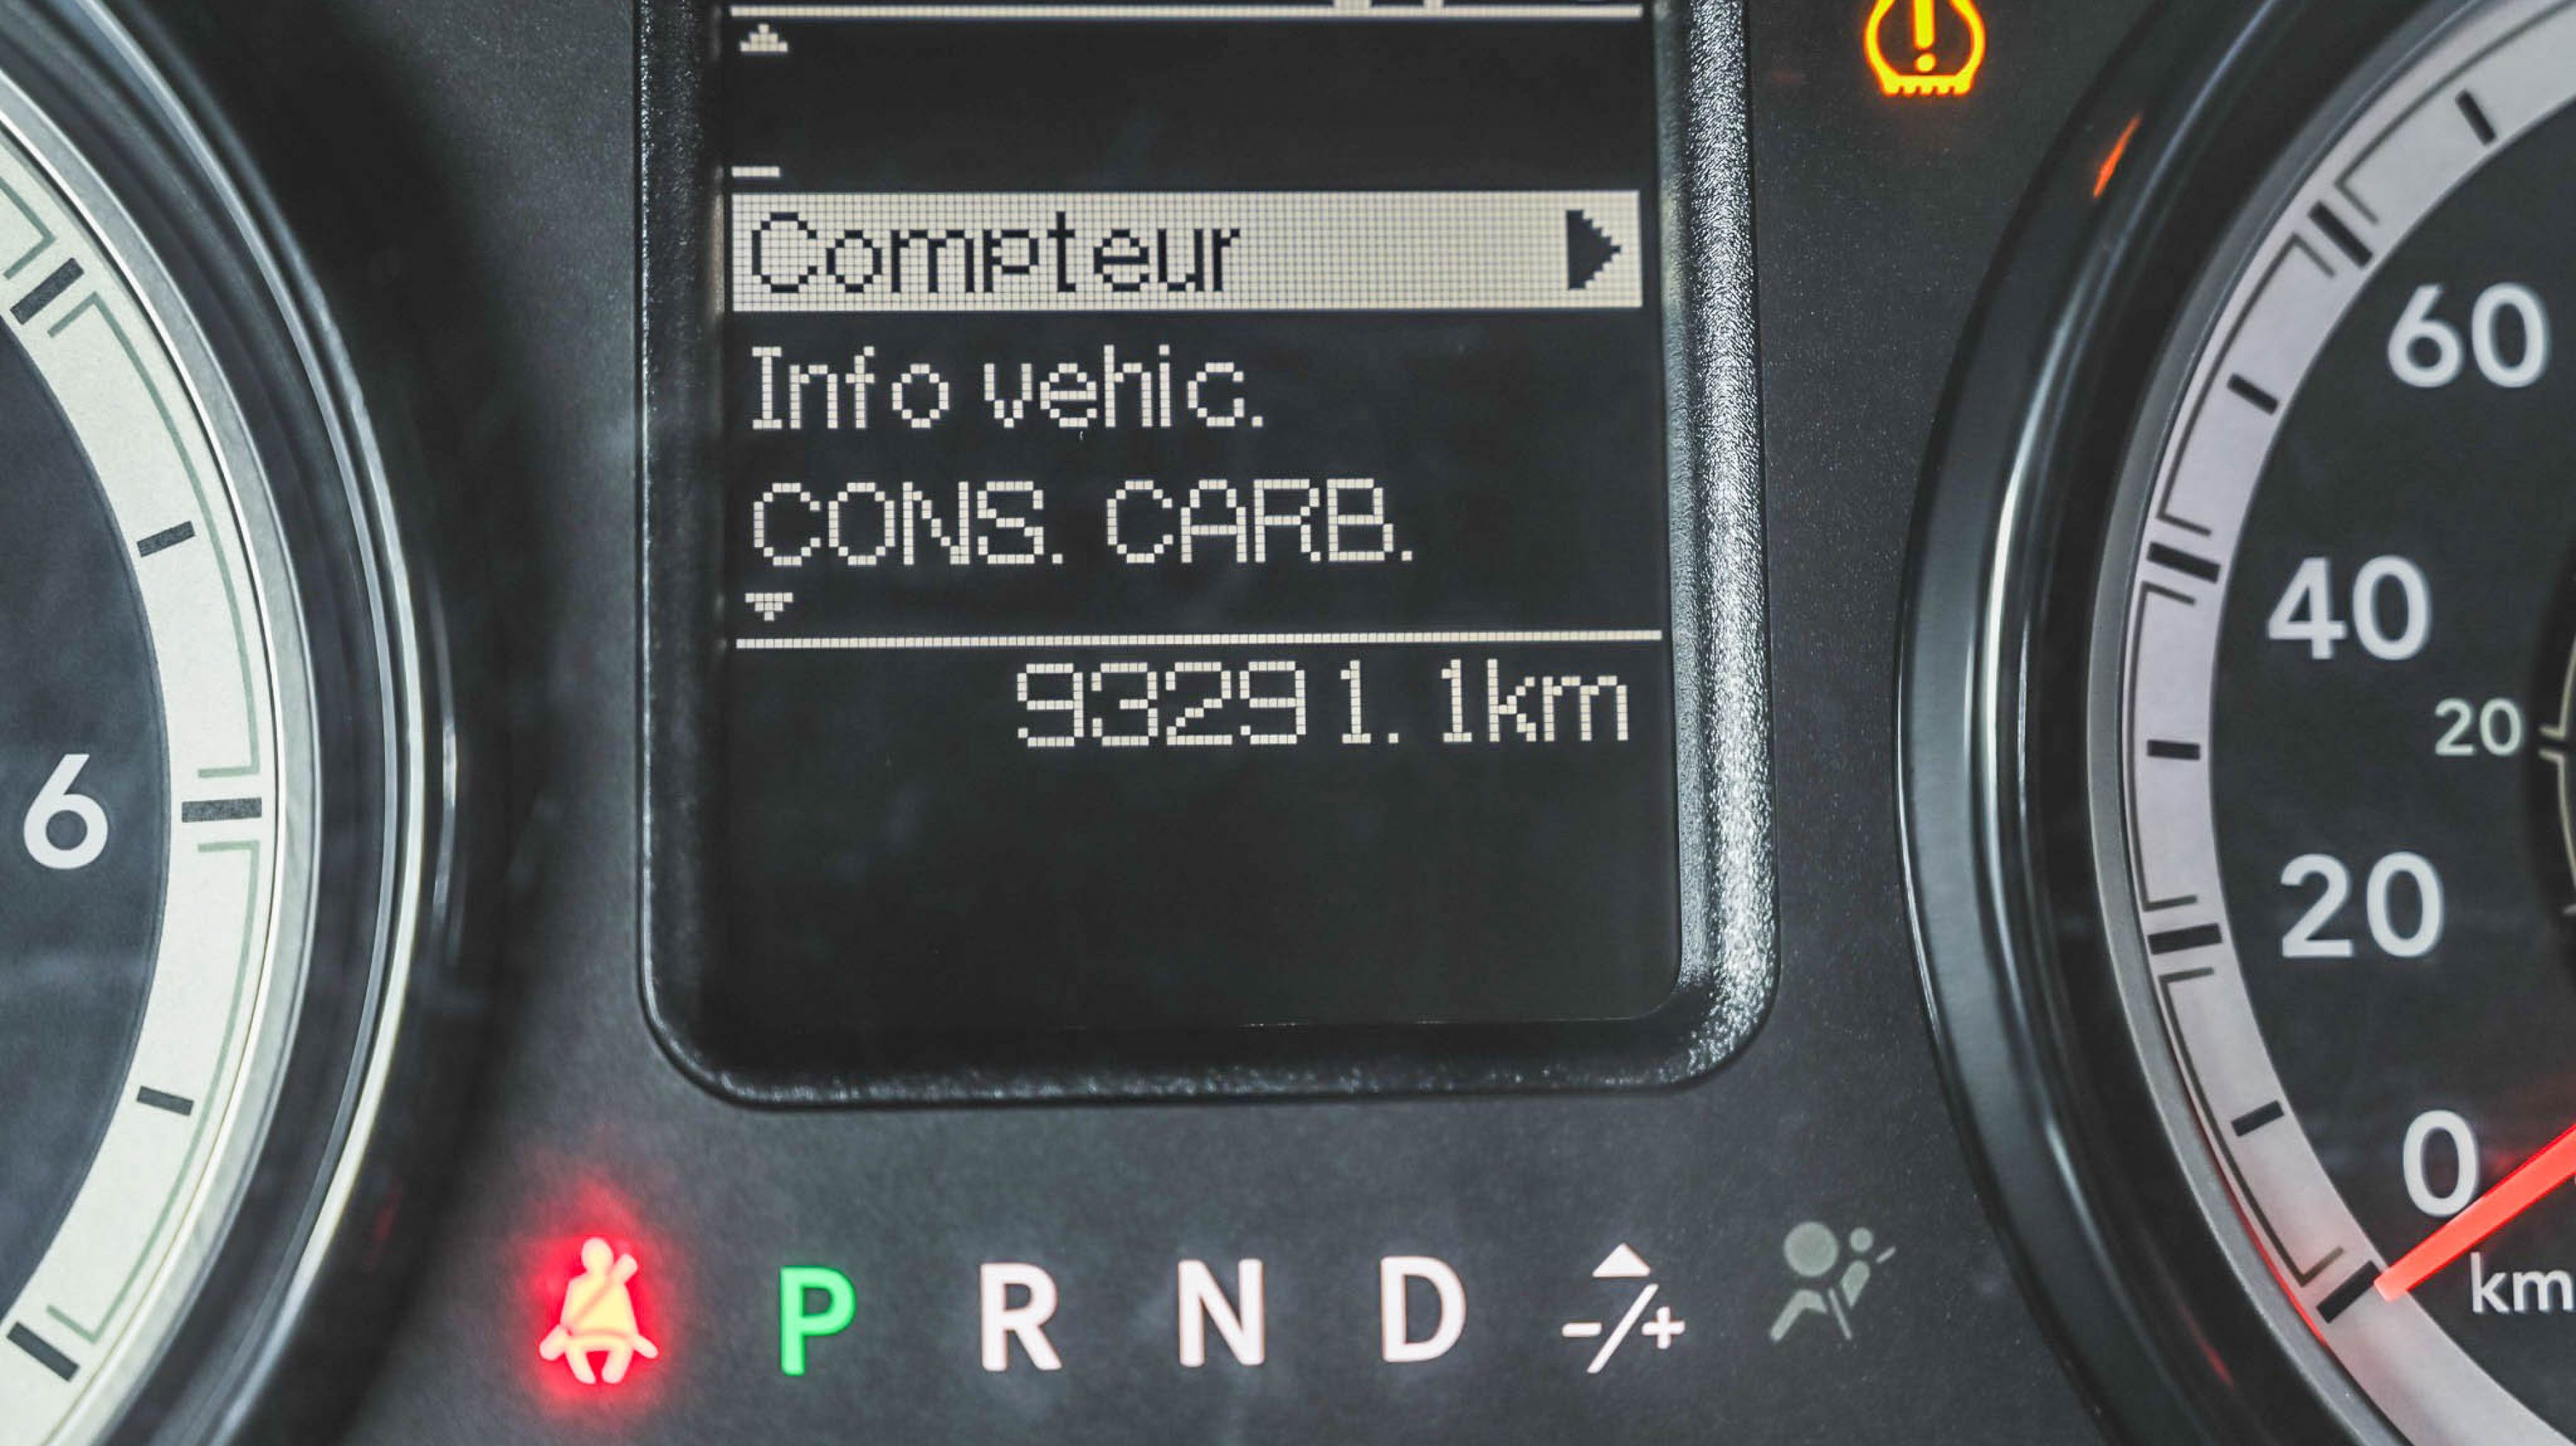 Compteur
Info vehic.
CONS. CARB.
93291.1km
6
60
40
20
20
0
km
P R N D -/+